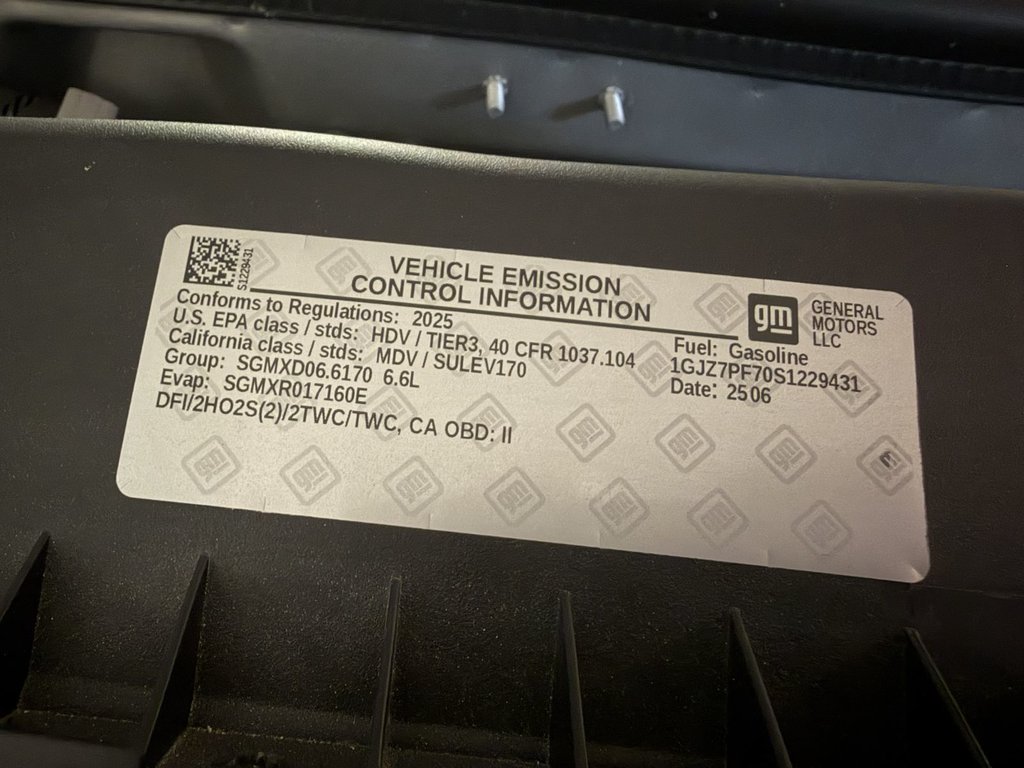 S1229431
VEHICLE EMISSION
CONTROL INFORMATION
gm
GENERAL
MOTORS
LLC
Conforms to Regulations: 2025
U.S. EPA class / stds: HDV / TIER3, 40 CFR 1037.104
California class / stds: MDV / SULEV170
Group: SGMXD06.6170 6.6L
Evap: SGMXR017160E
DFI/2HO2S(2)/2TWC/TWC, CA OBD: II
Fuel: Gasoline
1GJZ7PF70S1229431
Date: 2506